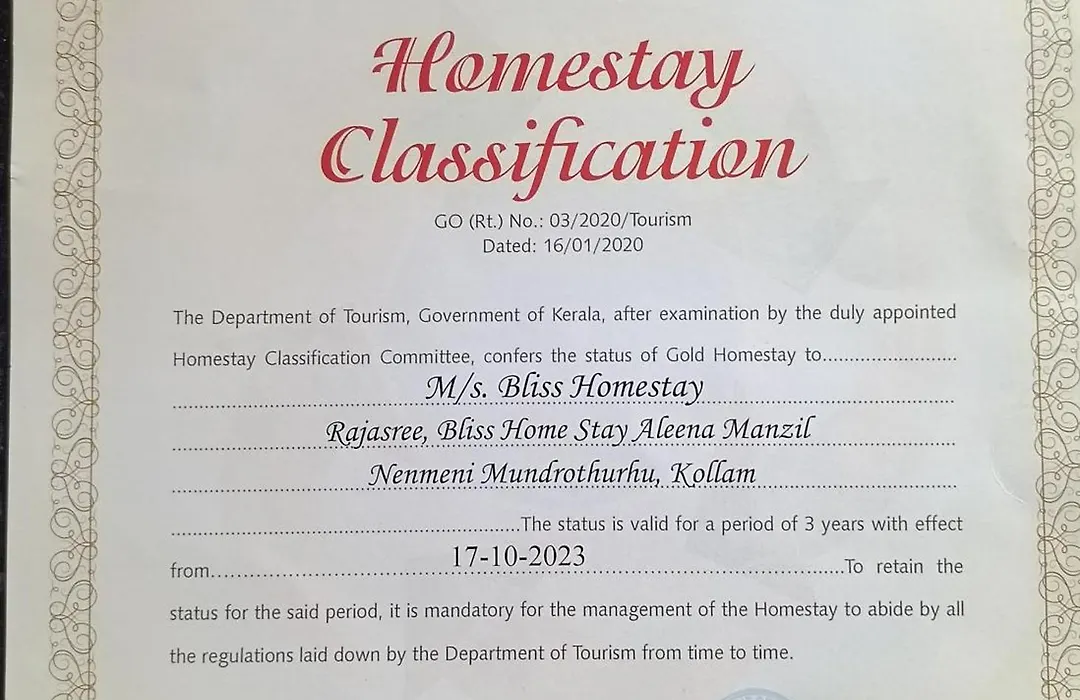 Homestay
Classification
GO (Rt.) No.: 03/2020/Tourism
Dated: 16/01/2020
The Department of Tourism, Government of Kerala, after examination by the duly appointed
Homestay Classification Committee, confers the status of Gold Homestay to........................
M/s. Bliss Homestay
Rajasree, Bliss Home Stay Aleena Manzil
Nenmeni Mundrothurhu, Kollam
The status is valid for a period of 3 years with effect
from 17-10-2023 To retain the
status for the said period, it is mandatory for the management of the Homestay to abide by all
the regulations laid down by the Department of Tourism from time to time.